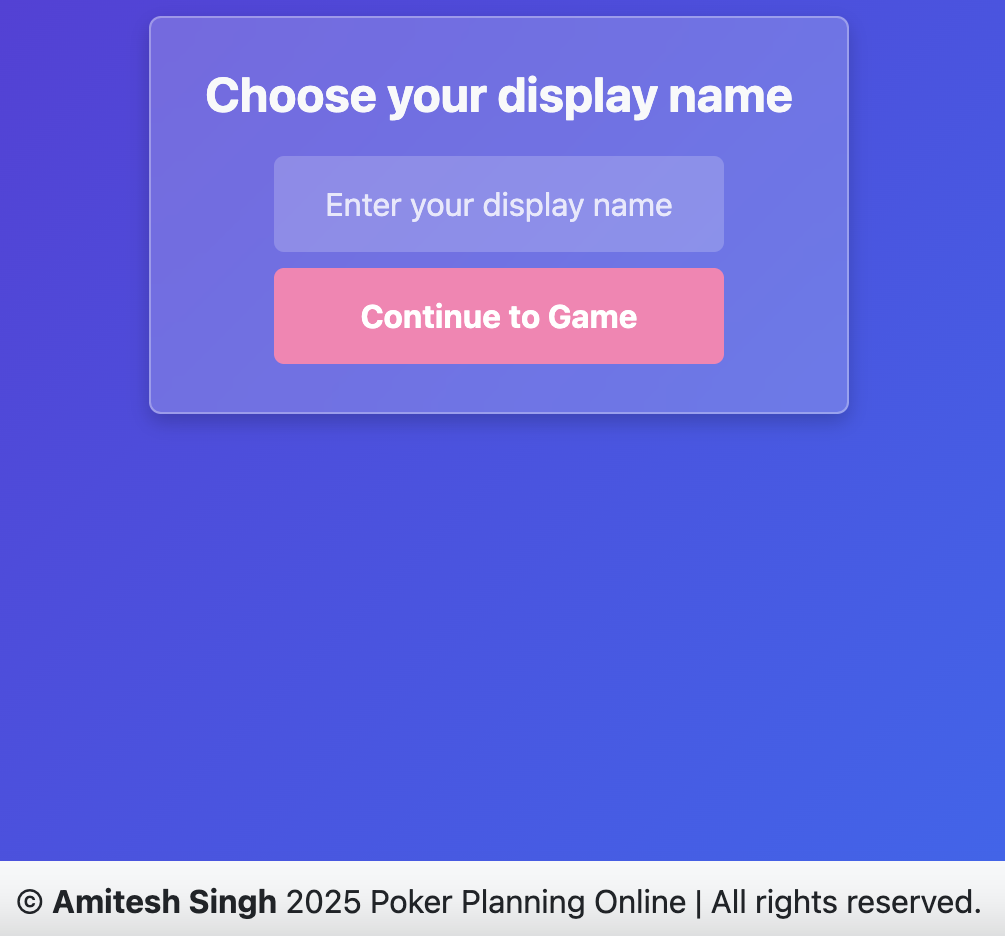 Choose your display name
Enter your display name
Continue to Game
© Amitesh Singh 2025 Poker Planning Online | All rights reserved.